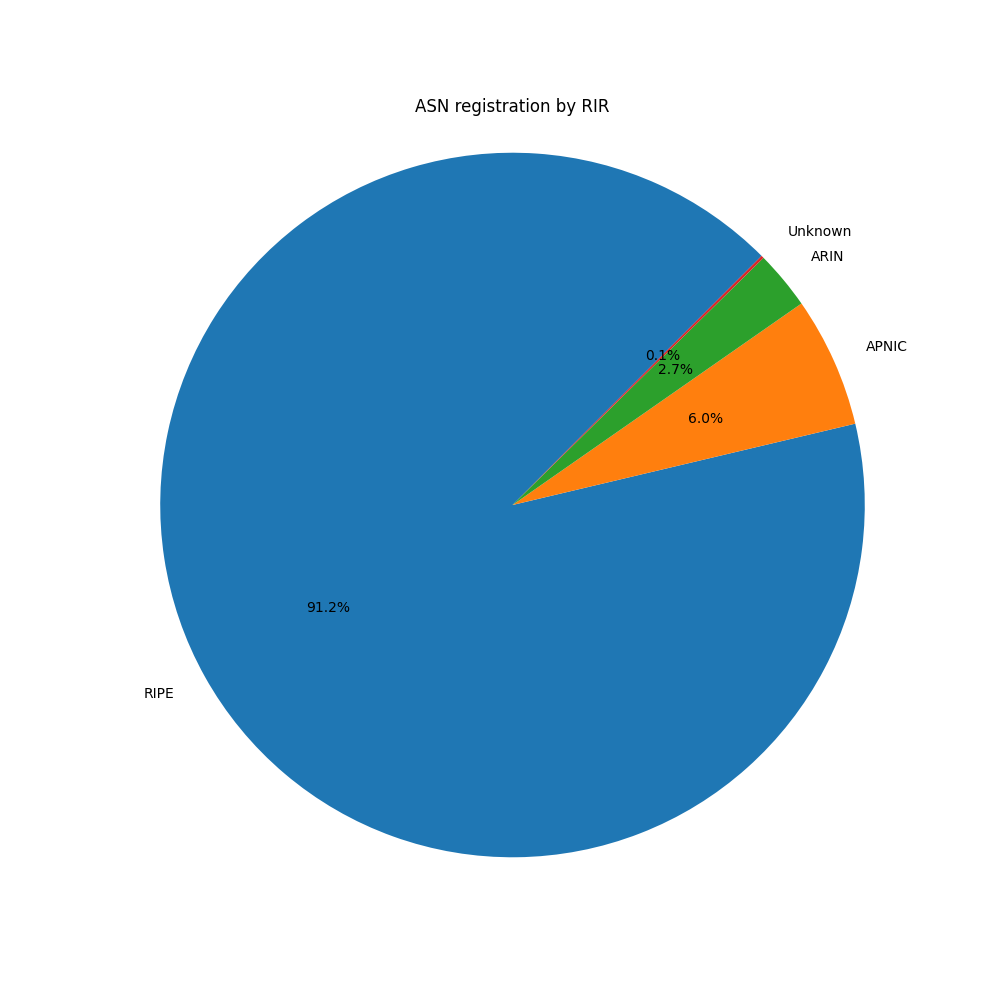 ASN registration by RIR
Unknown
ARIN
APNIC
0.1%
2.7%
6.0%
91.2%
RIPE